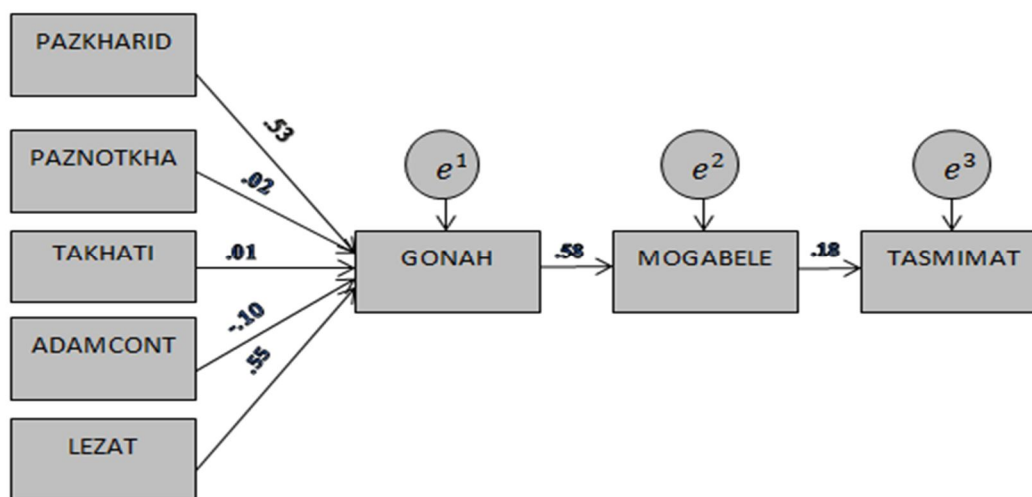 PAZKHARID
.53
PAZNOTKHA
.02
TAKHATI
.01
ADAMCONT
-.10
LEZAT
.55
e1
GONAH
.58
e2
MOGABELE
.18
e3
TASMIMAT